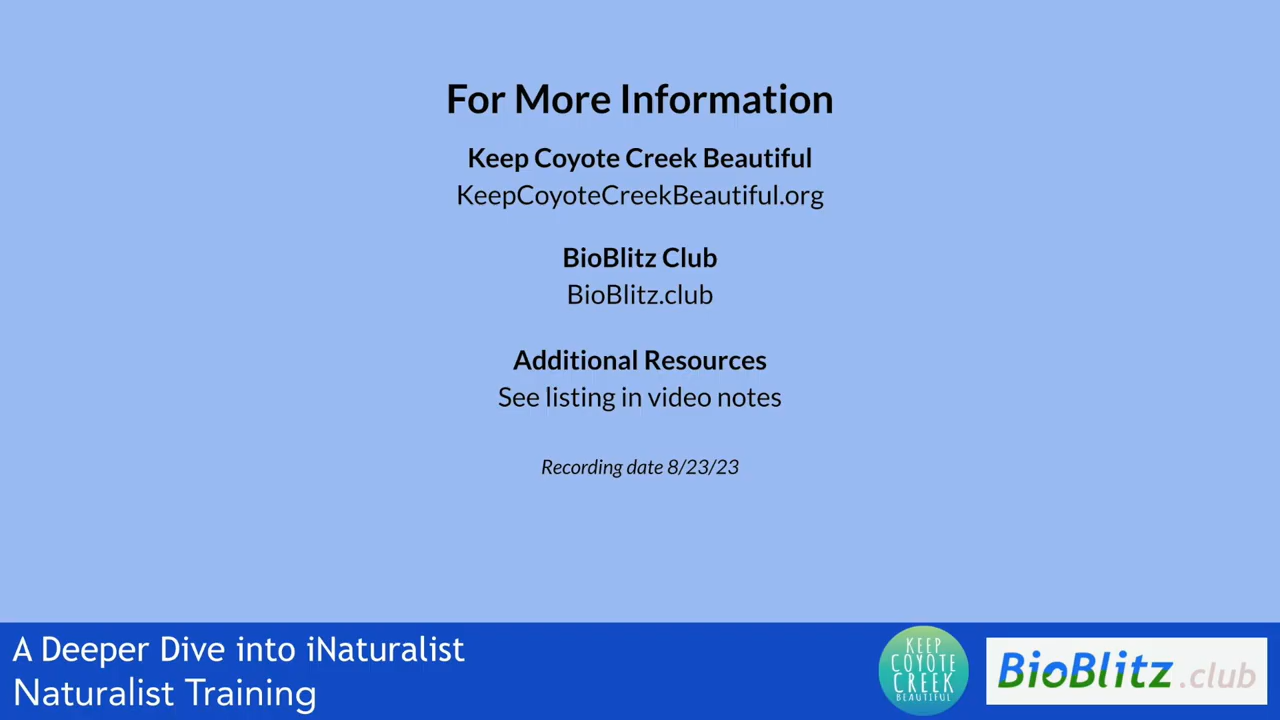 For More Information
Keep Coyote Creek Beautiful
KeepCoyoteCreekBeautiful.org
BioBlitz Club
BioBlitz.club
Additional Resources
See listing in video notes
Recording date 8/23/23
A Deeper Dive into iNaturalist
Naturalist Training
KEEP
COYOTE
CREEK
BEAUTIFUL
BioBlitz.club